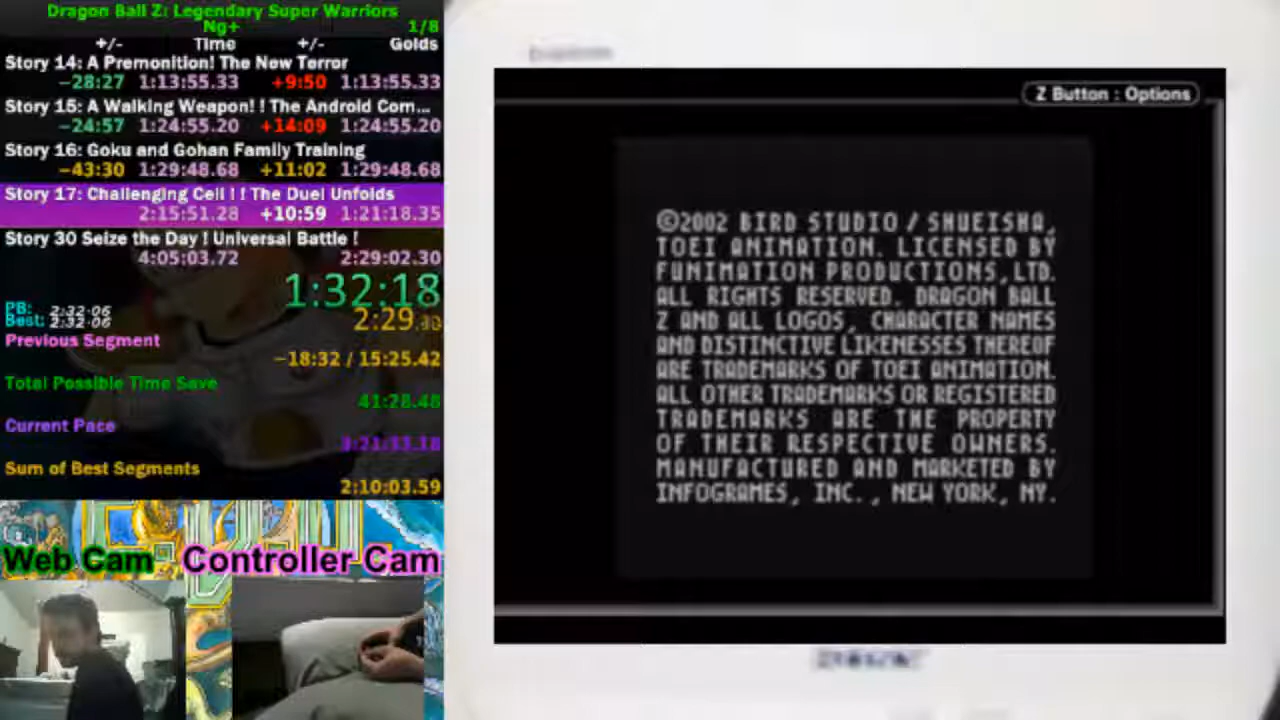 Dragon Ball Z: Legendary Super Warriors
Ng+ 1/8
+/- Time +/- Golds
Story 14: A Premonition! The New Terror
-28:27 1:13:55.33 +9:50 1:13:55.33
Story 15: A Walking Weapon! ! The Android Com...
-24:57 1:24:55.20 +14:09 1:24:55.20
Story 16: Goku and Gohan Family Training
-43:30 1:29:48.68 +11:02 1:29:48.68
Story 17: Challenging Cell ! ! The Duel Unfolds
2:15:51.28 +10:59 1:21:18.35
Story 30 Seize the Day ! Universal Battle !
4:05:03.72 2:29:02.30
1:32:18
PB: 2:32:06
Best: 2:32:06
2:29
Previous Segment
-18:32 / 15:25.42
Total Possible Time Save
41:28.48
Current Pace
3:21:33.18
Sum of Best Segments
2:10:03.59
Web Cam Controller Cam
Z Button : Options
©2002 BIRD STUDIO / SHUEISHA,
TOEI ANIMATION. LICENSED BY
FUNIMATION PRODUCTIONS, LTD.
ALL RIGHTS RESERVED. DRAGON BALL
Z AND ALL LOGOS, CHARACTER NAMES
AND DISTINCTIVE LIKENESSES THEREOF
ARE TRADEMARKS OF TOEI ANIMATION.
ALL OTHER TRADEMARKS OR REGISTERED
TRADEMARKS ARE THE PROPERTY
OF THEIR RESPECTIVE OWNERS.
MANUFACTURED AND MARKETED BY
INFOGRAMES, INC., NEW YORK, NY.